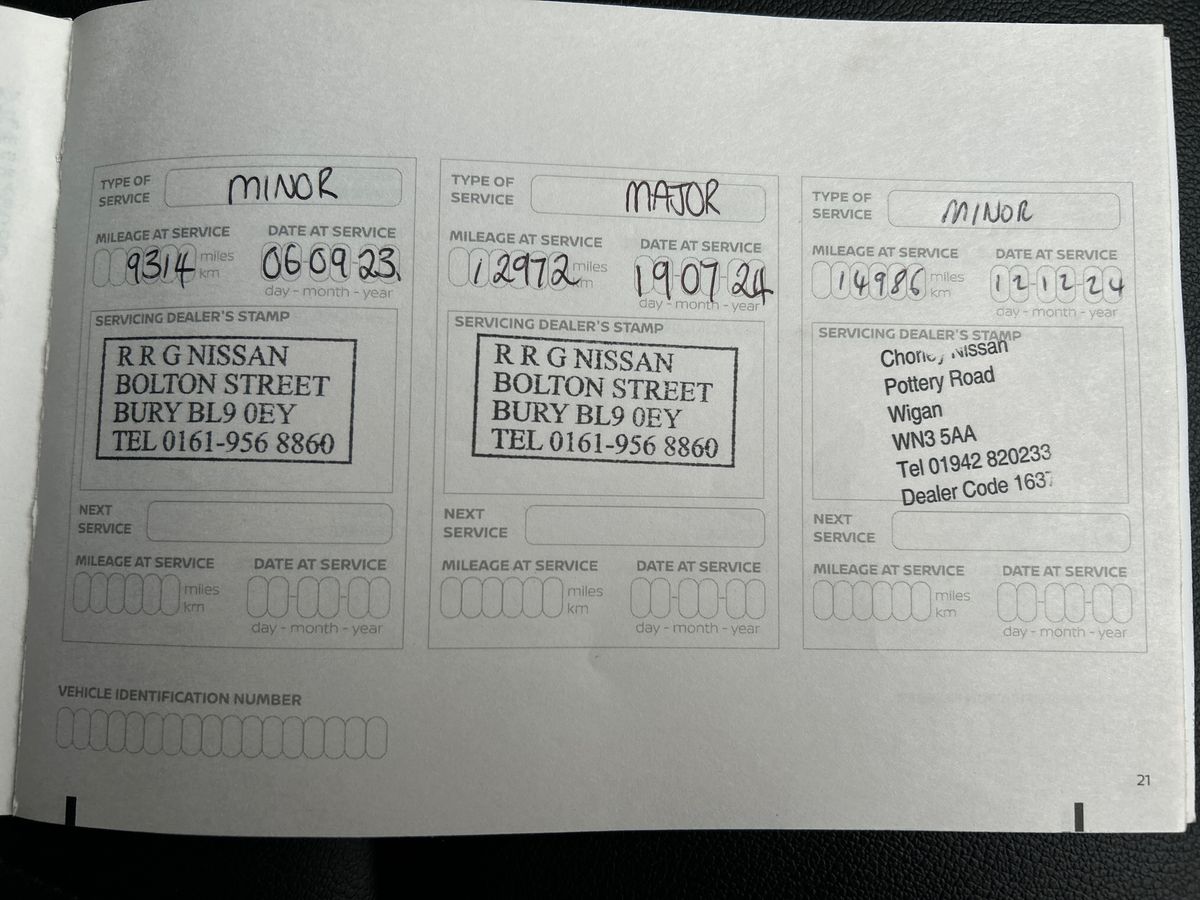 TYPE OF SERVICE MINOR
MILEAGE AT SERVICE DATE AT SERVICE
9314 miles km 06-09-23
day - month - year
SERVICING DEALER'S STAMP
R R G NISSAN
BOLTON STREET
BURY BL9 0EY
TEL 0161-956 8860
NEXT SERVICE
MILEAGE AT SERVICE DATE AT SERVICE
miles km
day - month - year
TYPE OF SERVICE MAJOR
MILEAGE AT SERVICE DATE AT SERVICE
12972 miles km 19-07-24
day - month - year
SERVICING DEALER'S STAMP
R R G NISSAN
BOLTON STREET
BURY BL9 0EY
TEL 0161-956 8860
NEXT SERVICE
MILEAGE AT SERVICE DATE AT SERVICE
miles km
day - month - year
TYPE OF SERVICE MINOR
MILEAGE AT SERVICE DATE AT SERVICE
14986 miles km 12-12-24
day - month - year
SERVICING DEALER'S STAMP
Nissan
Pottery Road
Wigan
WN3 5AA
Tel 01942 820233
Dealer Code
NEXT SERVICE
MILEAGE AT SERVICE DATE AT SERVICE
miles km
day - month - year
VEHICLE IDENTIFICATION NUMBER
21